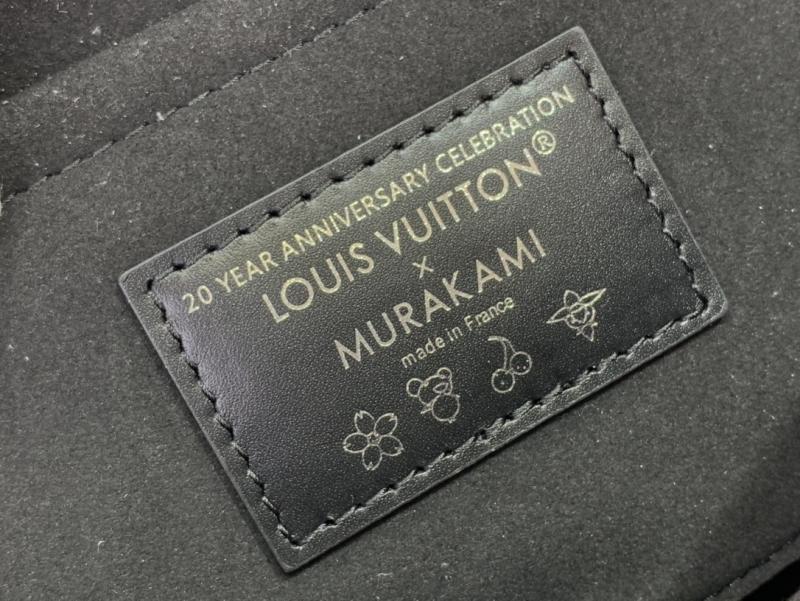 20 YEAR ANNIVERSARY CELEBRATION
LOUIS VUITTON®
×
MURAKAMI
made in France